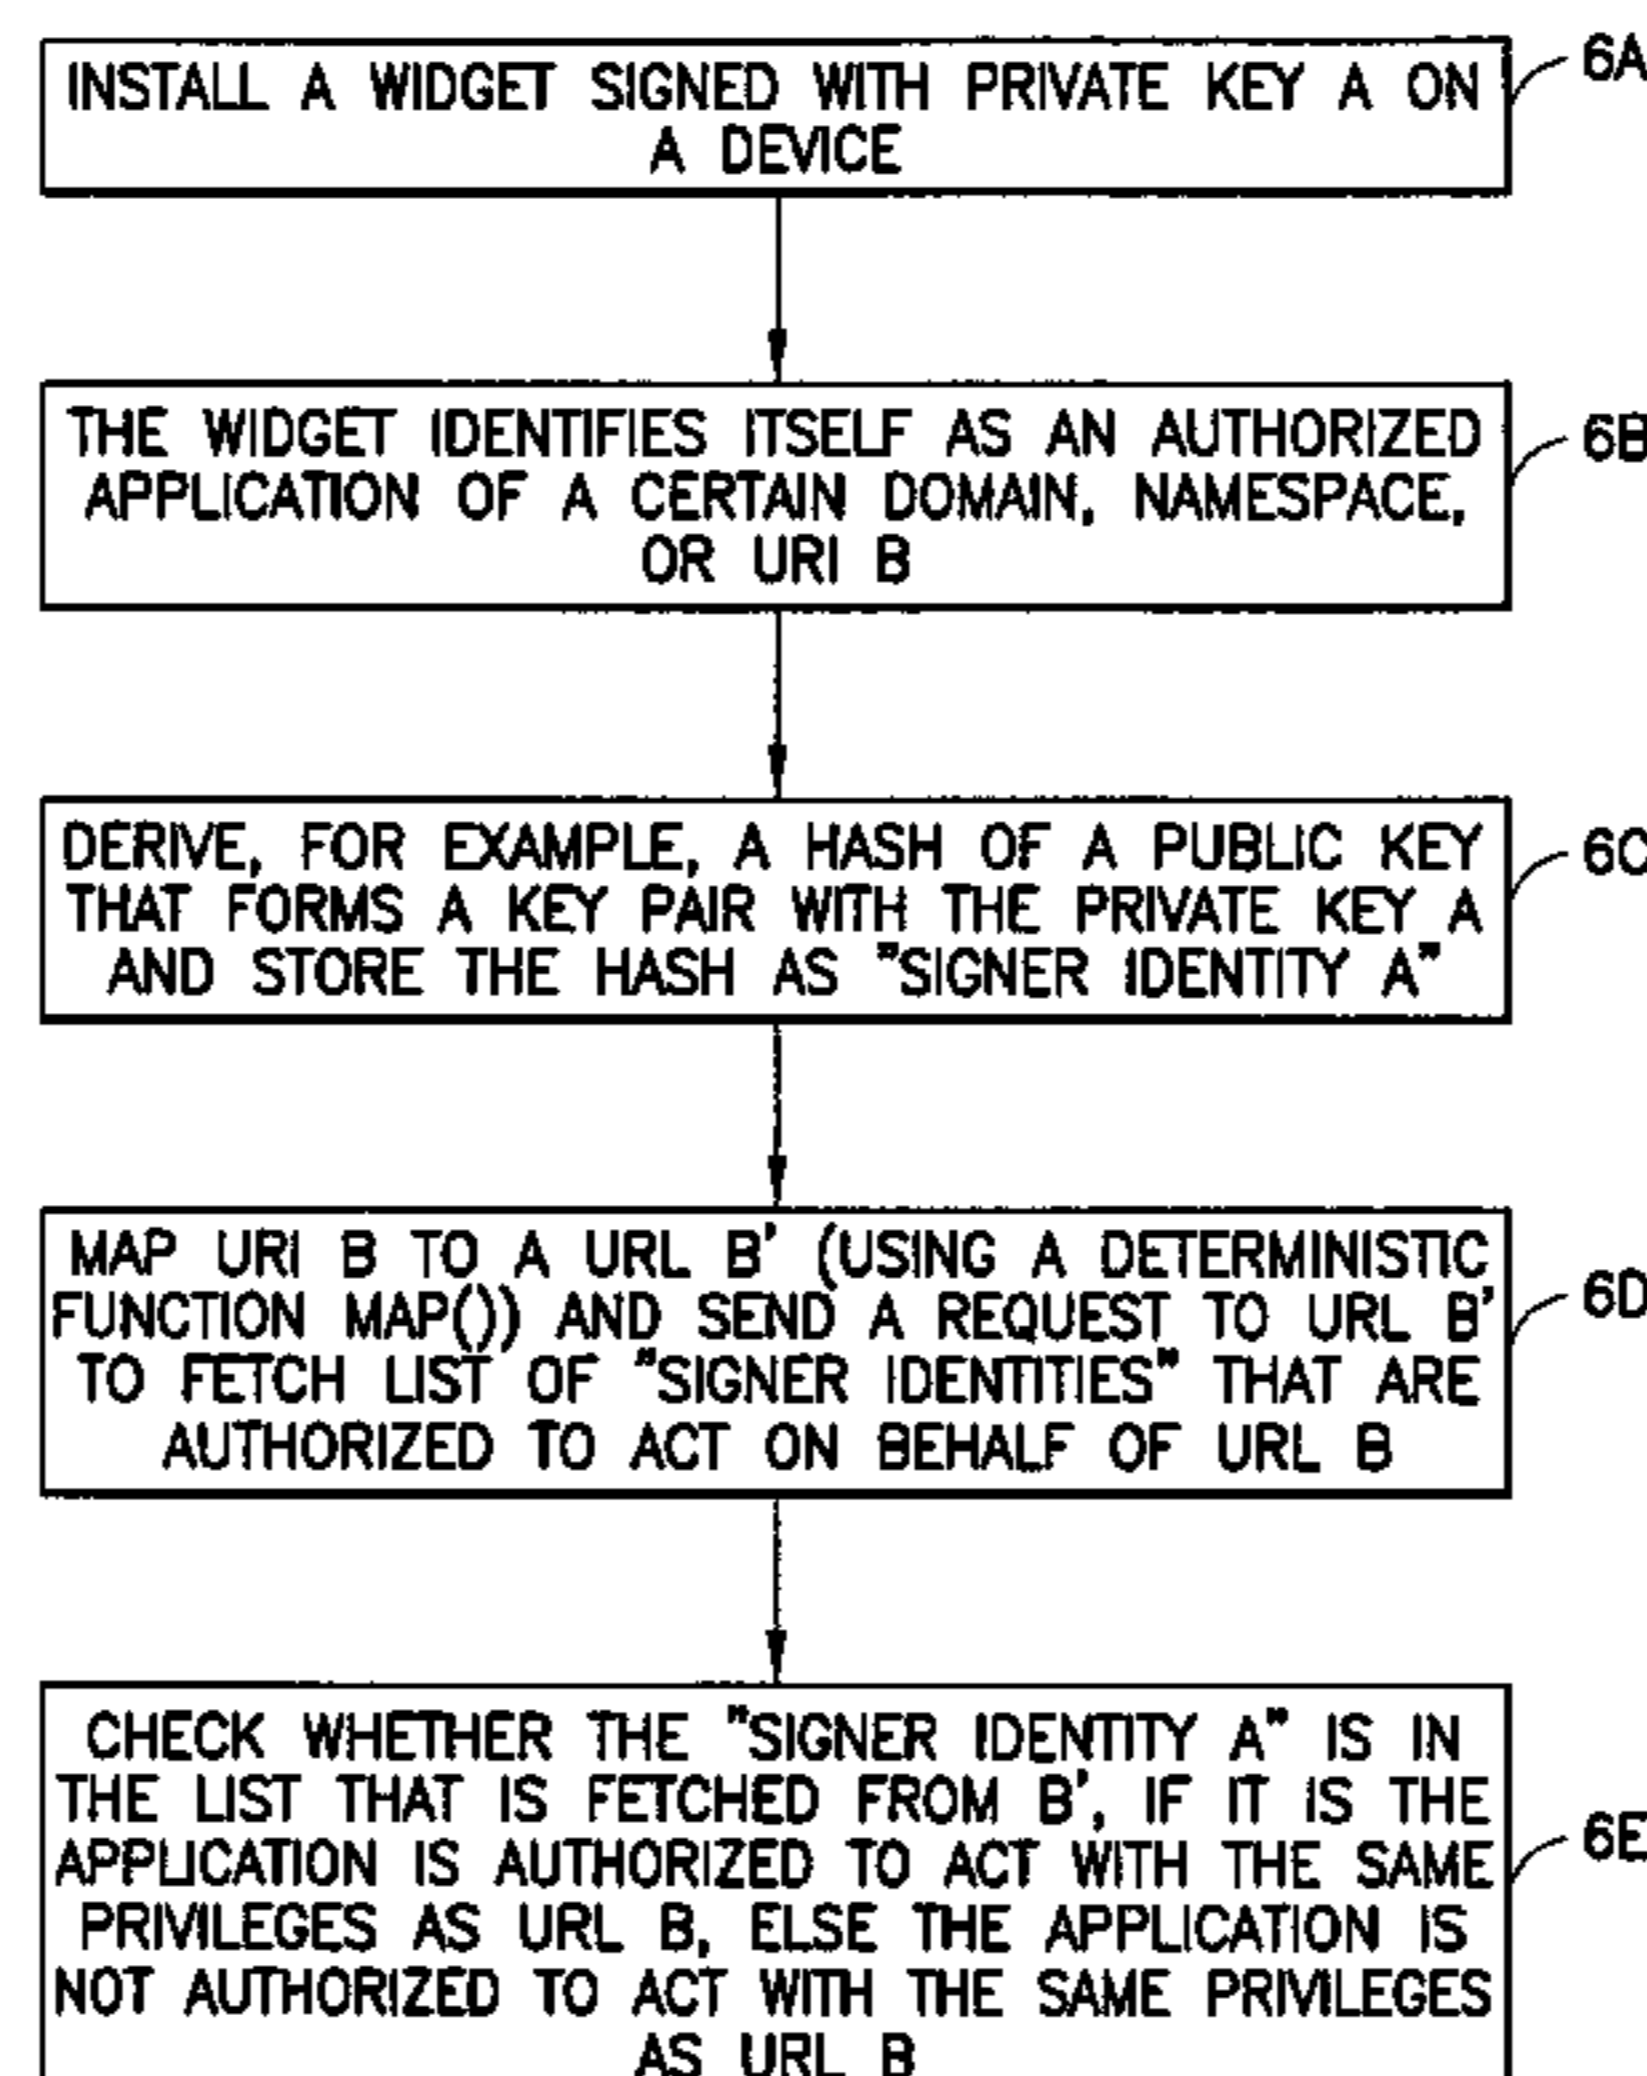 INSTALL A WIDGET SIGNED WITH PRIVATE KEY A ON
A DEVICE
6A
THE WIDGET IDENTIFIES ITSELF AS AN AUTHORIZED
APPLICATION OF A CERTAIN DOMAIN, NAMESPACE,
OR URI B
6B
DERIVE, FOR EXAMPLE, A HASH OF A PUBLIC KEY
THAT FORMS A KEY PAIR WITH THE PRIVATE KEY A
AND STORE THE HASH AS "SIGNER IDENTITY A"
6C
MAP URI B TO A URL B' (USING A DETERMINISTIC
FUNCTION MAP()) AND SEND A REQUEST TO URL B'
TO FETCH LIST OF "SIGNER IDENTITIES" THAT ARE
AUTHORIZED TO ACT ON BEHALF OF URL B
6D
CHECK WHETHER THE "SIGNER IDENTITY A" IS IN
THE LIST THAT IS FETCHED FROM B', IF IT IS THE
APPLICATION IS AUTHORIZED TO ACT WITH THE SAME
PRIVILEGES AS URL B, ELSE THE APPLICATION IS
NOT AUTHORIZED TO ACT WITH THE SAME PRIVILEGES
AS URL B
6E